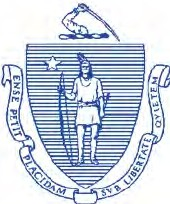 ENSE PETIT
PLACIDAM
SVB LIBERTATE
QVIETEM